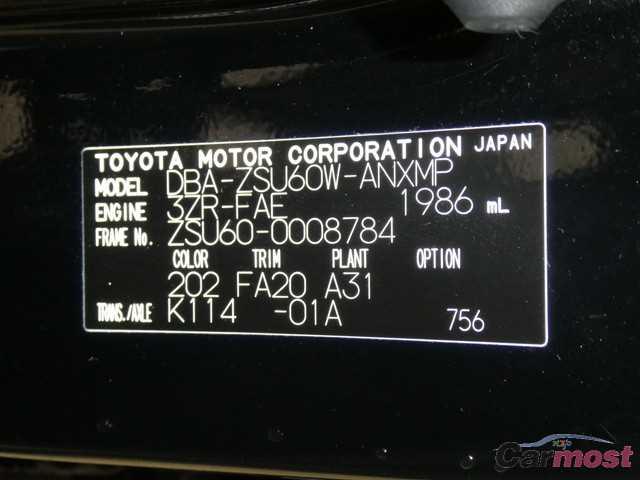 TOYOTA MOTOR CORPORATION JAPAN
MODEL DBA-ZSU60W-ANXMP
ENGINE 3ZR-FAE 1986 mL
FRAME No. ZSU60-0008784
COLOR TRIM PLANT OPTION
202 FA20 A31
TRANS./AXLE K114 -01A 756
Carmost